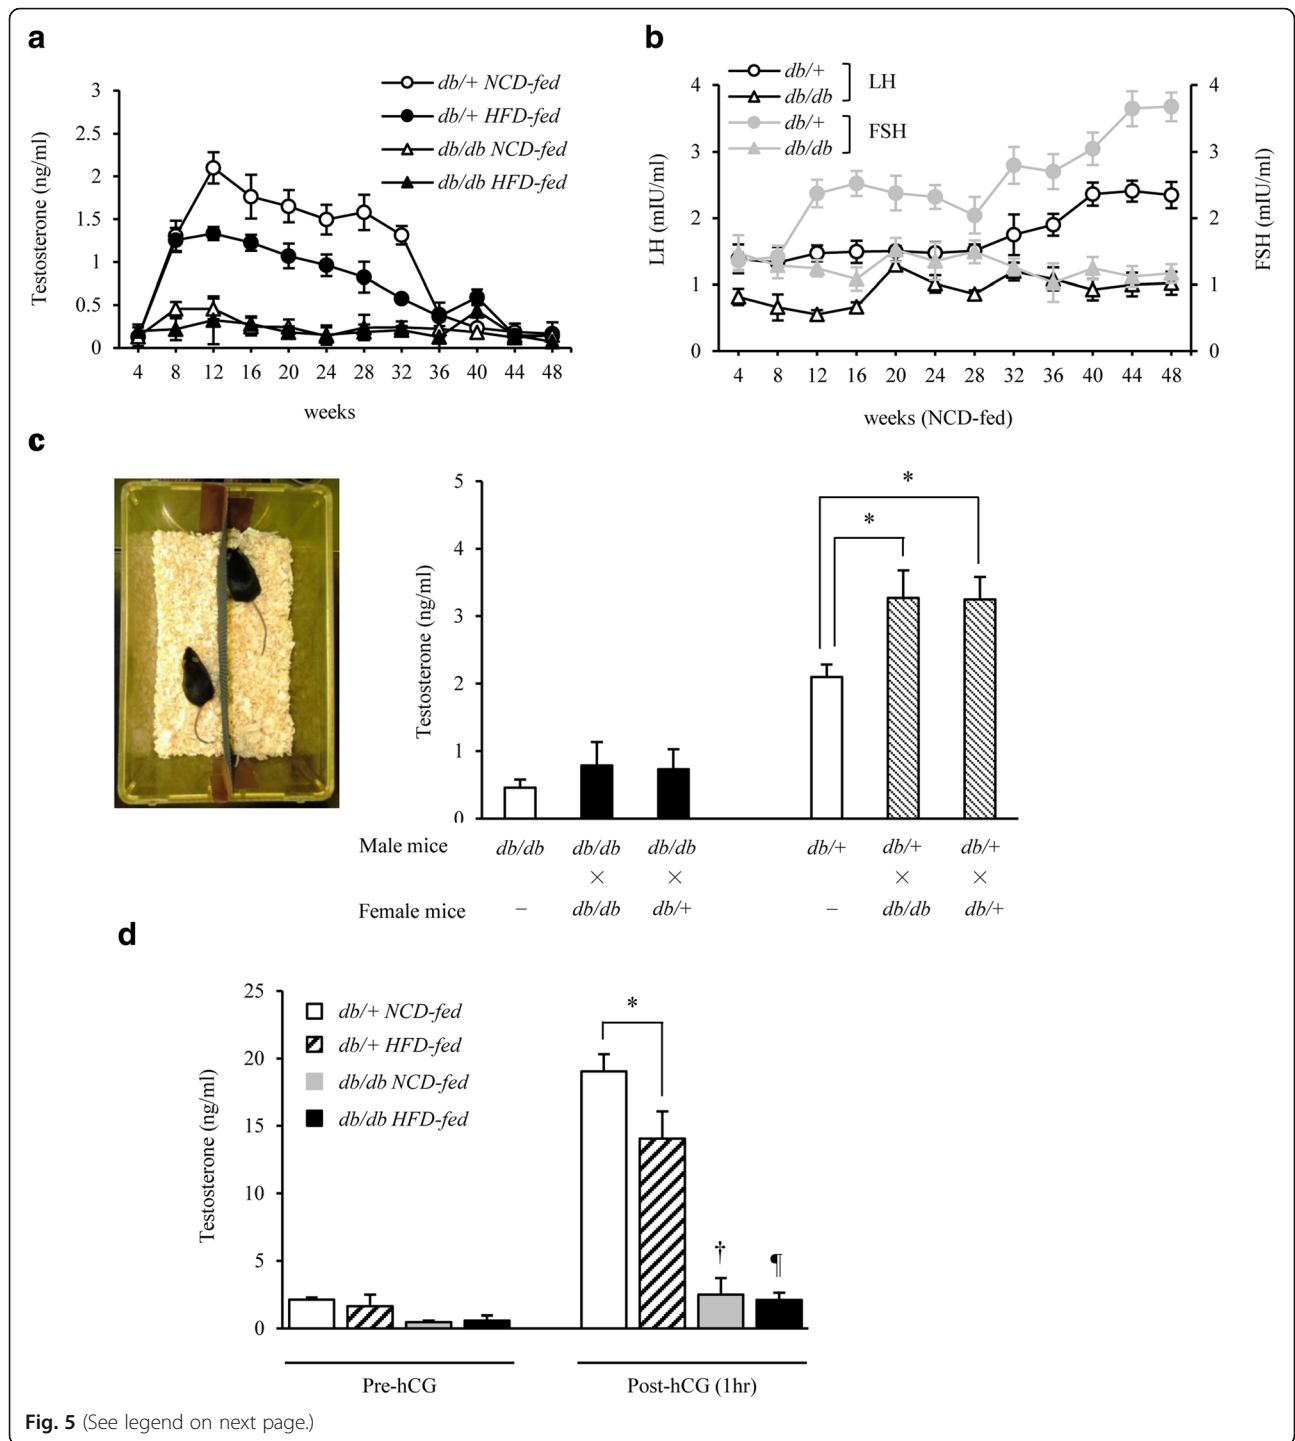 a
db/+ NCD-fed
db/+ HFD-fed
db/db NCD-fed
db/db HFD-fed
Testosterone (ng/ml)
3
2.5
2
1.5
1
0.5
0
4 8 12 16 20 24 28 32 36 40 44 48
weeks
b
db/+
db/db
LH
db/+
db/db
FSH
LH (mIU/ml)
4
3
2
1
0
FSH (mIU/ml)
4
3
2
1
0
4 8 12 16 20 24 28 32 36 40 44 48
weeks (NCD-fed)
c
Testosterone (ng/ml)
5
4
3
2
1
0
*
*
Male mice db/db db/db db/db db/+ db/+ db/+
× × × ×
Female mice – db/db db/+ – db/db db/+
d
Testosterone (ng/ml)
25
20
15
10
5
0
db/+ NCD-fed
db/+ HFD-fed
db/db NCD-fed
db/db HFD-fed
*
† ¶
Pre-hCG Post-hCG (1hr)
Fig. 5 (See legend on next page.)